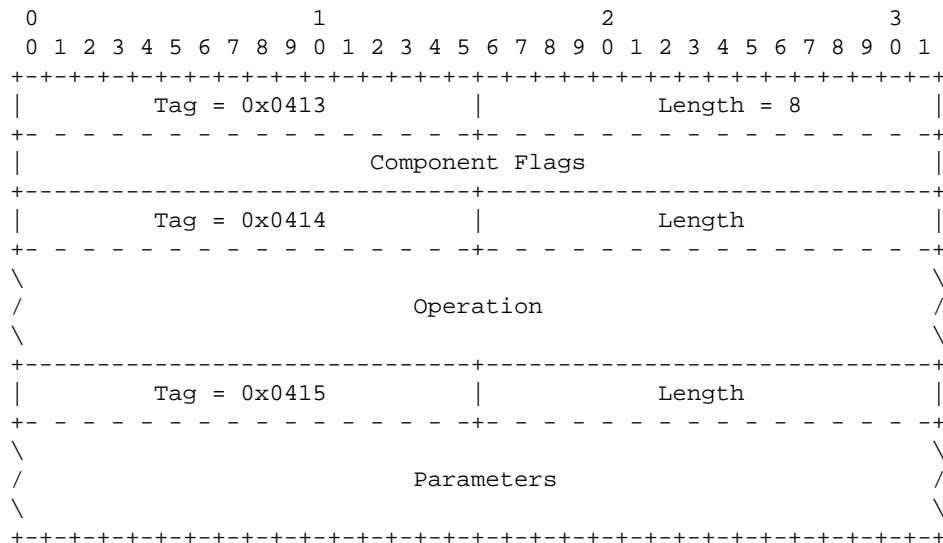 0                   1                   2                   3
 0 1 2 3 4 5 6 7 8 9 0 1 2 3 4 5 6 7 8 9 0 1 2 3 4 5 6 7 8 9 0 1
+-+-+-+-+-+-+-+-+-+-+-+-+-+-+-+-+-+-+-+-+-+-+-+-+-+-+-+-+-+-+-+-+
|         Tag = 0x0413          |            Length = 8         |
+- - - - - - - - - - - - - - - -+- - - - - - - - - - - - - - - -+
|                        Component Flags                        |
+-------------------------------+-------------------------------+
|         Tag = 0x0414          |            Length             |
+- - - - - - - - - - - - - - - -+- - - - - - - - - - - - - - - -+
\                                                               \
/                           Operation                           /
\                                                               \
+-------------------------------+-------------------------------+
|         Tag = 0x0415          |            Length             |
+- - - - - - - - - - - - - - - -+- - - - - - - - - - - - - - - -+
\                                                               \
/                           Parameters                          /
\                                                               \
+-+-+-+-+-+-+-+-+-+-+-+-+-+-+-+-+-+-+-+-+-+-+-+-+-+-+-+-+-+-+-+-+